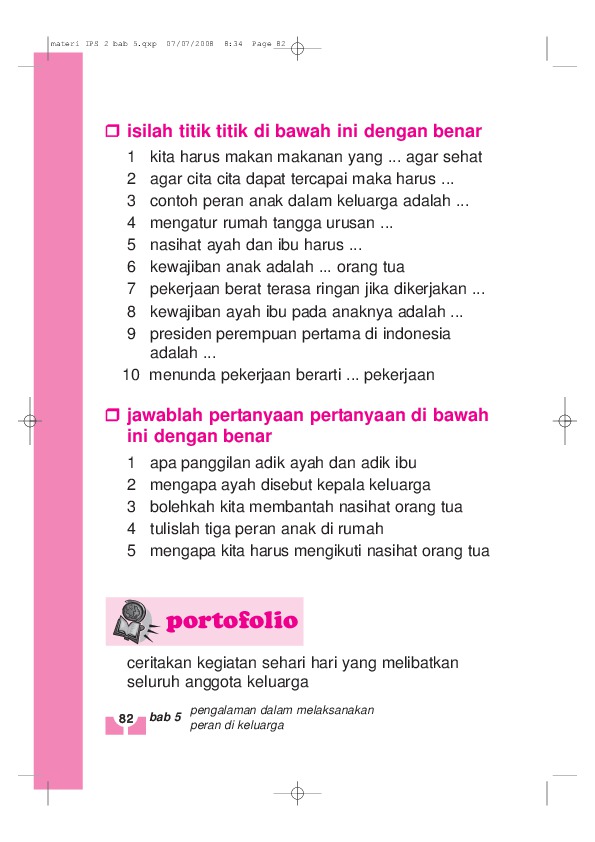 materi IPS 2 bab 5.qxp 07/07/2008 8:34 Page 82
isilah titik titik di bawah ini dengan benar
1 kita harus makan makanan yang ... agar sehat
2 agar cita cita dapat tercapai maka harus ...
3 contoh peran anak dalam keluarga adalah ...
4 mengatur rumah tangga urusan ...
5 nasihat ayah dan ibu harus ...
6 kewajiban anak adalah ... orang tua
7 pekerjaan berat terasa ringan jika dikerjakan ...
8 kewajiban ayah ibu pada anaknya adalah ...
9 presiden perempuan pertama di indonesia
adalah ...
10 menunda pekerjaan berarti ... pekerjaan
jawablah pertanyaan pertanyaan di bawah
ini dengan benar
1 apa panggilan adik ayah dan adik ibu
2 mengapa ayah disebut kepala keluarga
3 bolehkah kita membantah nasihat orang tua
4 tulislah tiga peran anak di rumah
5 mengapa kita harus mengikuti nasihat orang tua
portofolio
ceritakan kegiatan sehari hari yang melibatkan
seluruh anggota keluarga
82 bab 5 pengalaman dalam melaksanakan
peran di keluarga